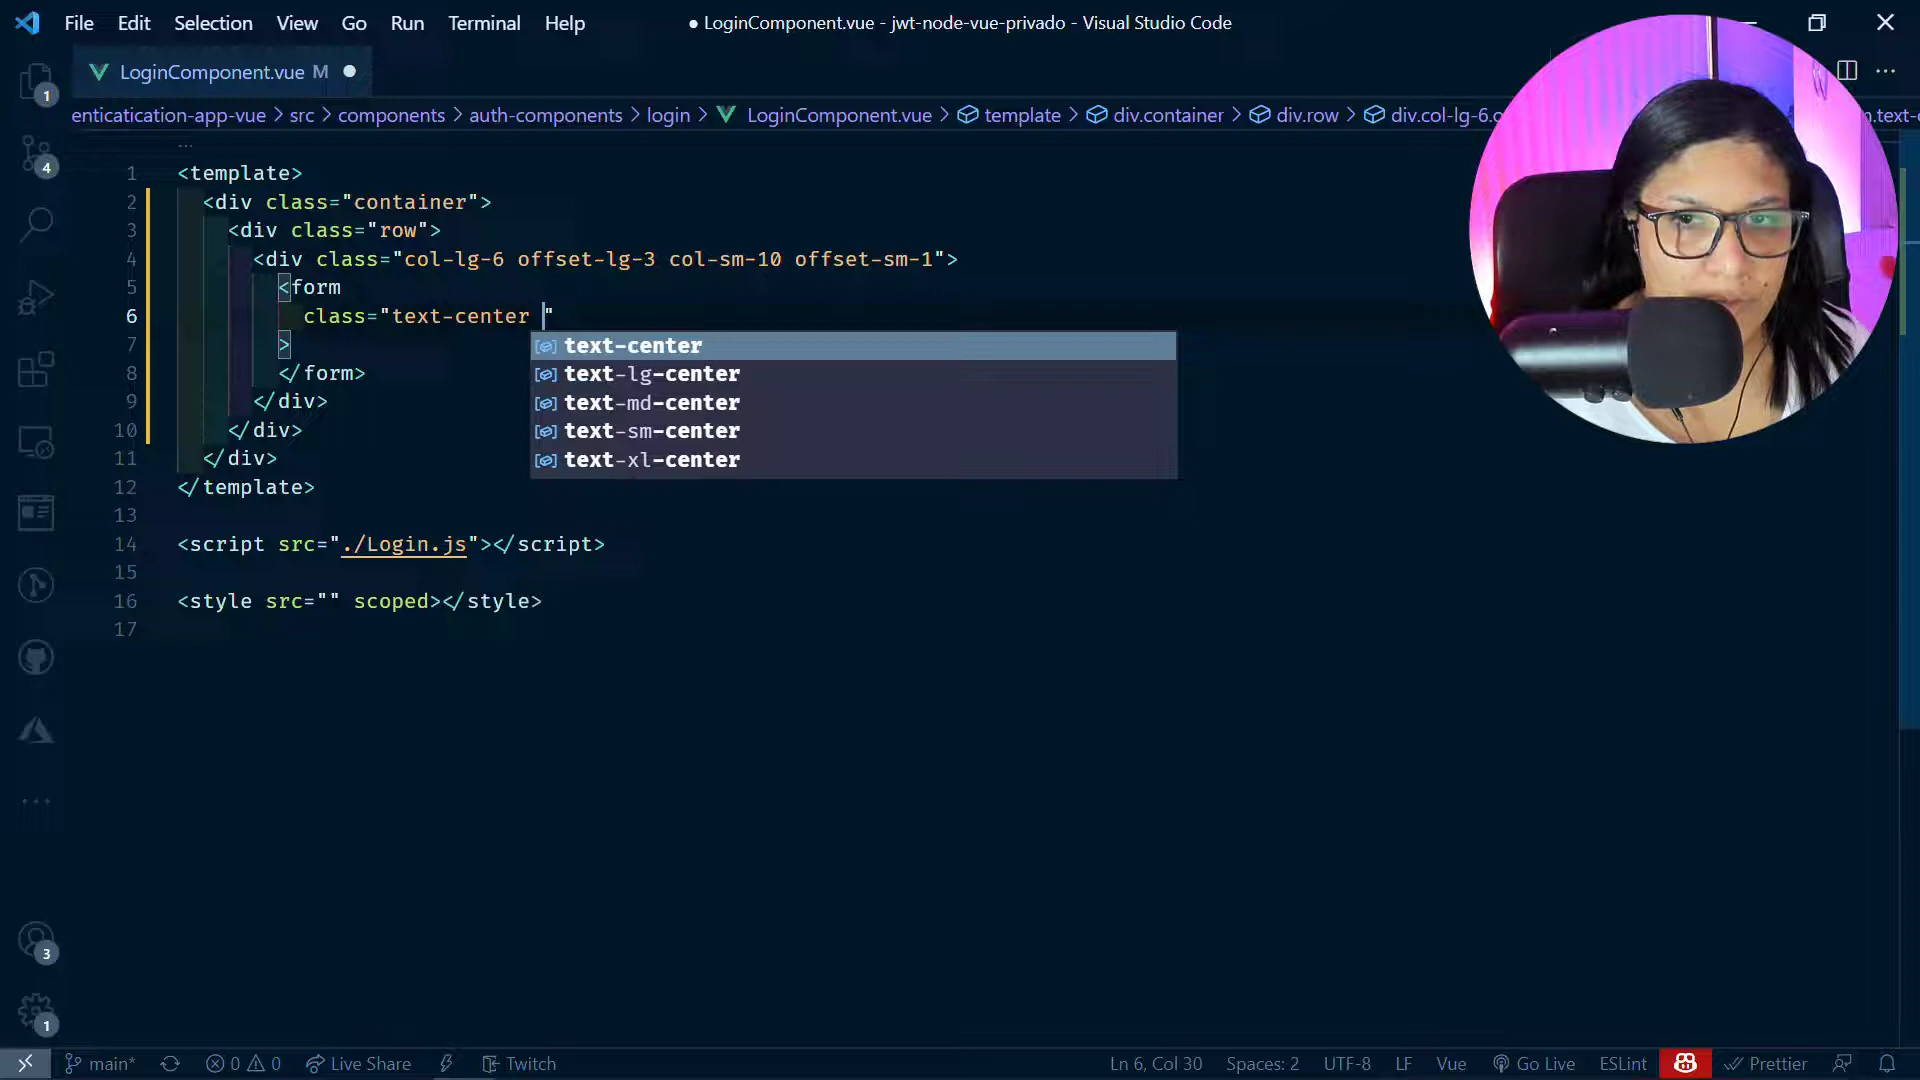 File Edit Selection View Go Run Terminal Help ● LoginComponent.vue - jwt-node-vue-privado - Visual Studio Code
LoginComponent.vue M
enticatication-app-vue > src > components > auth-components > login > LoginComponent.vue > template > div.container > div.row > div.col-lg-6.o
1 <template>
2 <div class="container">
3 <div class="row">
4 <div class="col-lg-6 offset-lg-3 col-sm-10 offset-sm-1">
5 <form
6 class="text-center "
7 >
8 </form>
9 </div>
10 </div>
11 </div>
12 </template>
13
14 <script src="./Login.js"></script>
15
16 <style src="" scoped></style>
17
text-center
text-lg-center
text-md-center
text-sm-center
text-xl-center
1
4
3
1
main* 0 0 Live Share Twitch Ln 6, Col 30 Spaces: 2 UTF-8 LF Vue Go Live ESLint Prettier